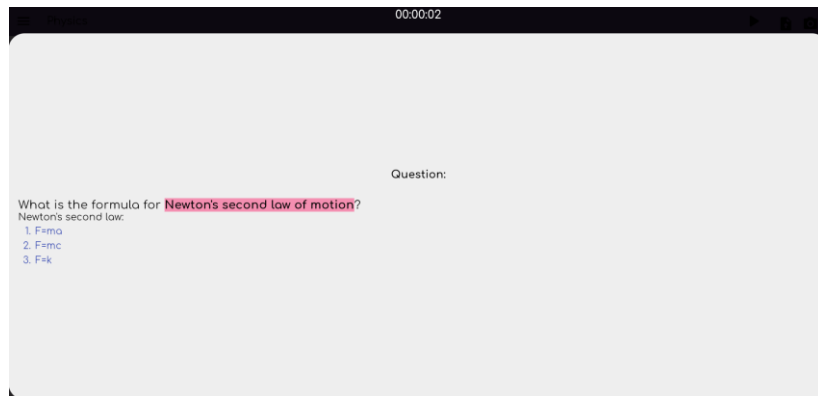 00:00:02
Physics
Question:
What is the formula for Newton's second law of motion?
Newton's second law:
1. F=ma
2. F=mc
3. F=k